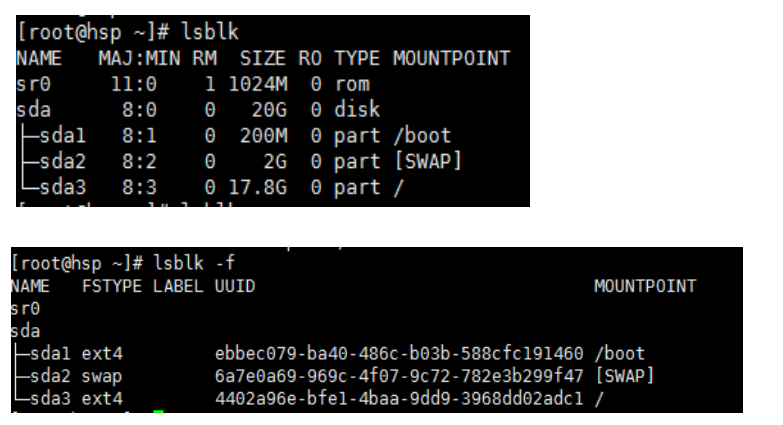 [root@hsp ~]# lsblk
NAME MAJ:MIN RM SIZE RO TYPE MOUNTPOINT
sr0 11:0 1 1024M 0 rom
sda 8:0 0 20G 0 disk
├─sda1 8:1 0 200M 0 part /boot
├─sda2 8:2 0 2G 0 part [SWAP]
└─sda3 8:3 0 17.8G 0 part /
[root@hsp ~]# lsblk -f
NAME FSTYPE LABEL UUID MOUNTPOINT
sr0
sda
├─sda1 ext4 ebbec079-ba40-486c-b03b-588cfc191460 /boot
├─sda2 swap 6a7e0a69-969c-4f07-9c72-782e3b299f47 [SWAP]
└─sda3 ext4 4402a96e-bfe1-4baa-9dd9-3968dd02adc1 /